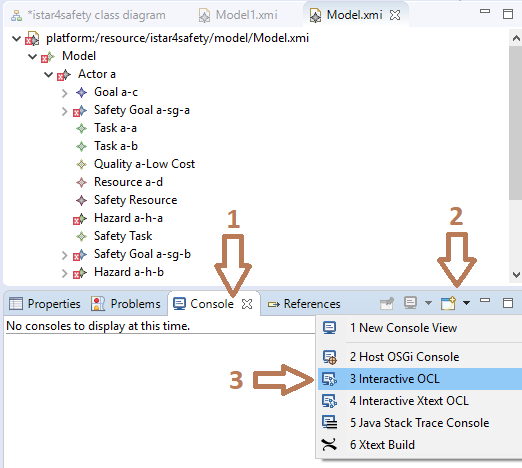 *istar4safety class diagram Model1.xmi Model.xmi
platform:/resource/istar4safety/model/Model.xmi
Model
Actor a
Goal a-c
Safety Goal a-sg-a
Task a-a
Task a-b
Quality a-Low Cost
Resource a-d
Safety Resource
Hazard a-h-a
Safety Task
Safety Goal a-sg-b
Hazard a-h-b
1
2
Properties Problems Console References
No consoles to display at this time.
1 New Console View
2 Host OSGi Console
3
3 Interactive OCL
4 Interactive Xtext OCL
5 Java Stack Trace Console
6 Xtext Build